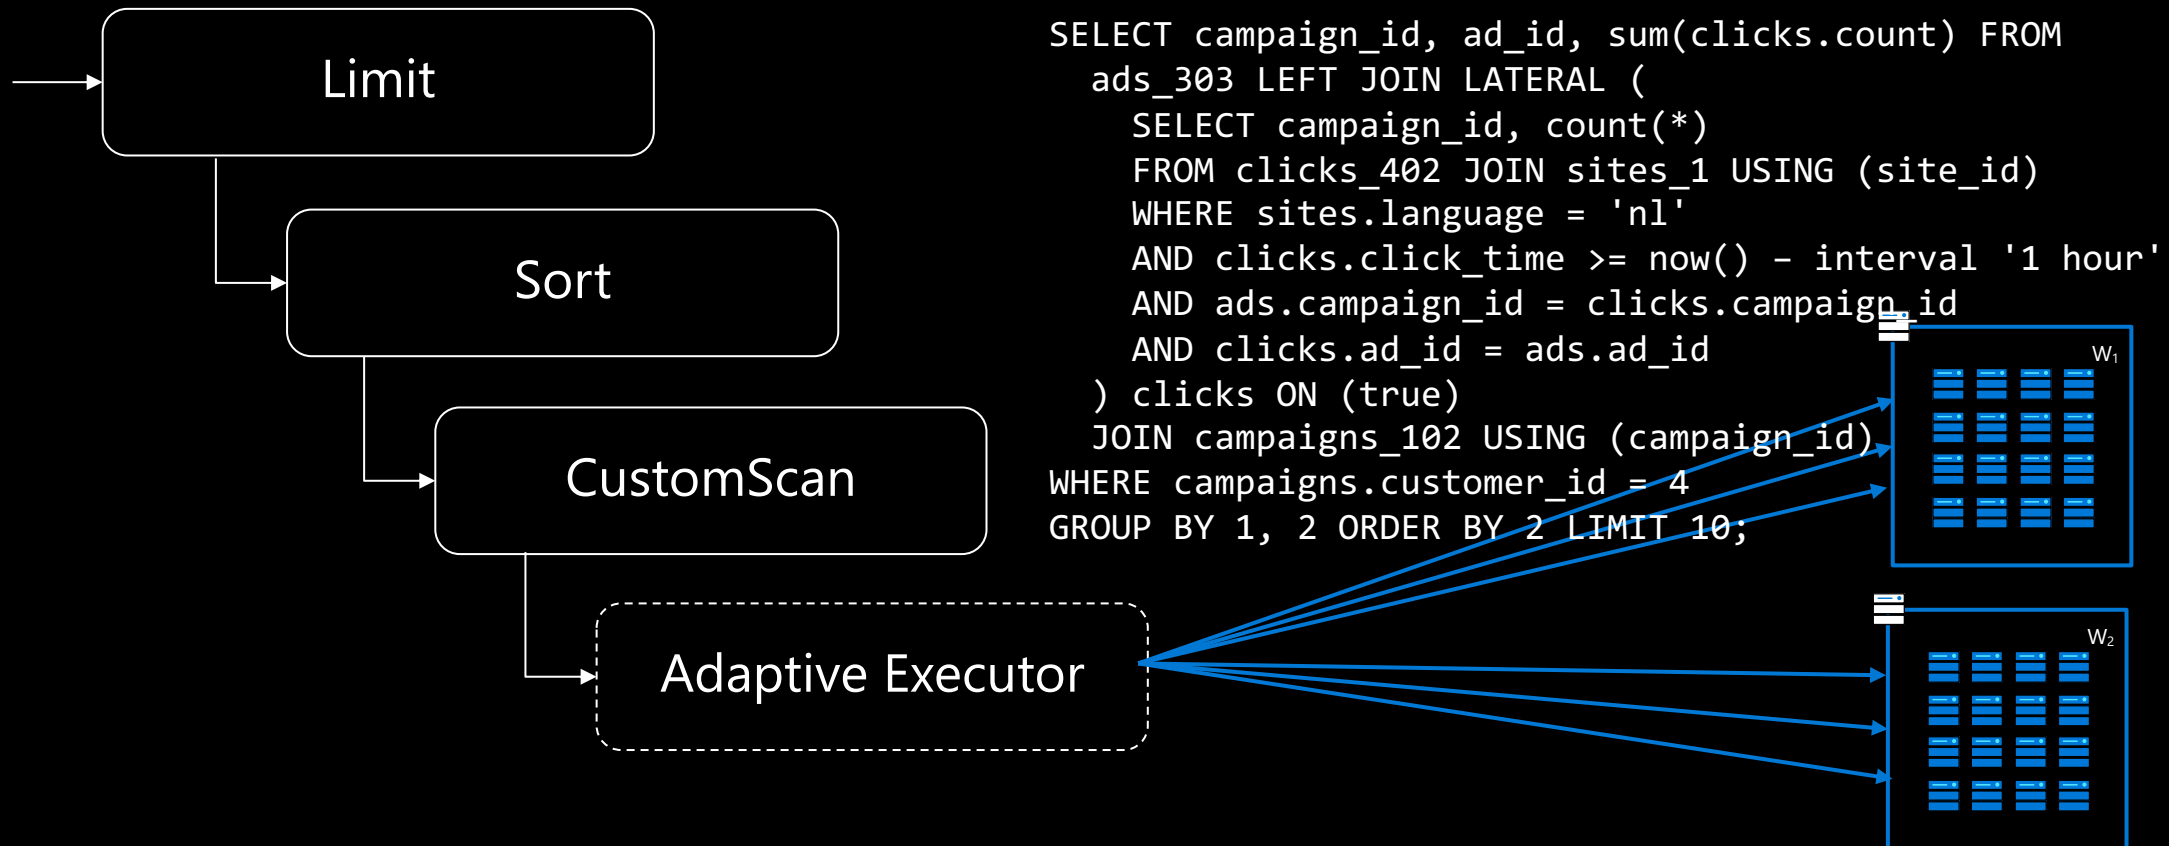 Limit
Sort
CustomScan
Adaptive Executor
SELECT campaign_id, ad_id, sum(clicks.count) FROM
ads_303 LEFT JOIN LATERAL (
SELECT campaign_id, count(*)
FROM clicks_402 JOIN sites_1 USING (site_id)
WHERE sites.language = 'nl'
AND clicks.click_time >= now() – interval '1 hour'
AND ads.campaign_id = clicks.campaign_id
AND clicks.ad_id = ads.ad_id
) clicks ON (true)
JOIN campaigns_102 USING (campaign_id)
WHERE campaigns.customer_id = 4
GROUP BY 1, 2 ORDER BY 2 LIMIT 10;
W₁
W₂